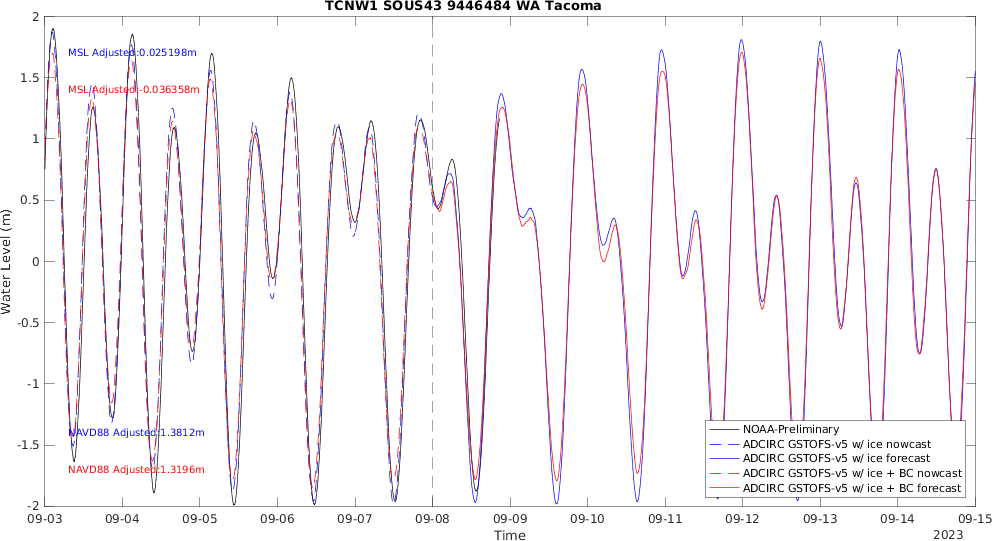 TCNW1 SOUS43 9446484 WA Tacoma
2
1.5
1
0.5
0
-0.5
-1
-1.5
-2
Water Level (m)
MSL Adjusted:0.025198m
MSL Adjusted:-0.036358m
NAVD88 Adjusted:1.3812m
NAVD88 Adjusted:1.3196m
NOAA-Preliminary
ADCIRC GSTOFS-v5 w/ ice nowcast
ADCIRC GSTOFS-v5 w/ ice forecast
ADCIRC GSTOFS-v5 w/ ice + BC nowcast
ADCIRC GSTOFS-v5 w/ ice + BC forecast
09-03 09-04 09-05 09-06 09-07 09-08 09-09 09-10 09-11 09-12 09-13 09-14 09-15
Time
2023